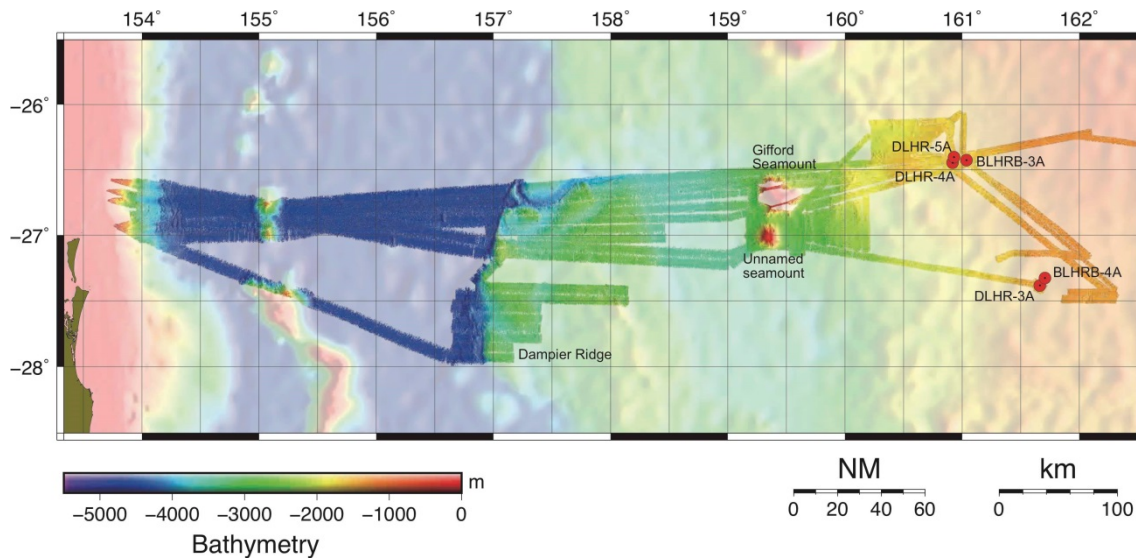 154° 155° 156° 157° 158° 159° 160° 161° 162°
−26°
−27°
−28°
Gifford
Seamount
DLHR-5A
BLHRB-3A
DLHR-4A
Unnamed
seamount
BLHRB-4A
DLHR-3A
Dampier Ridge
m
−5000 −4000 −3000 −2000 −1000 0
Bathymetry
NM
0 20 40 60
km
0 100